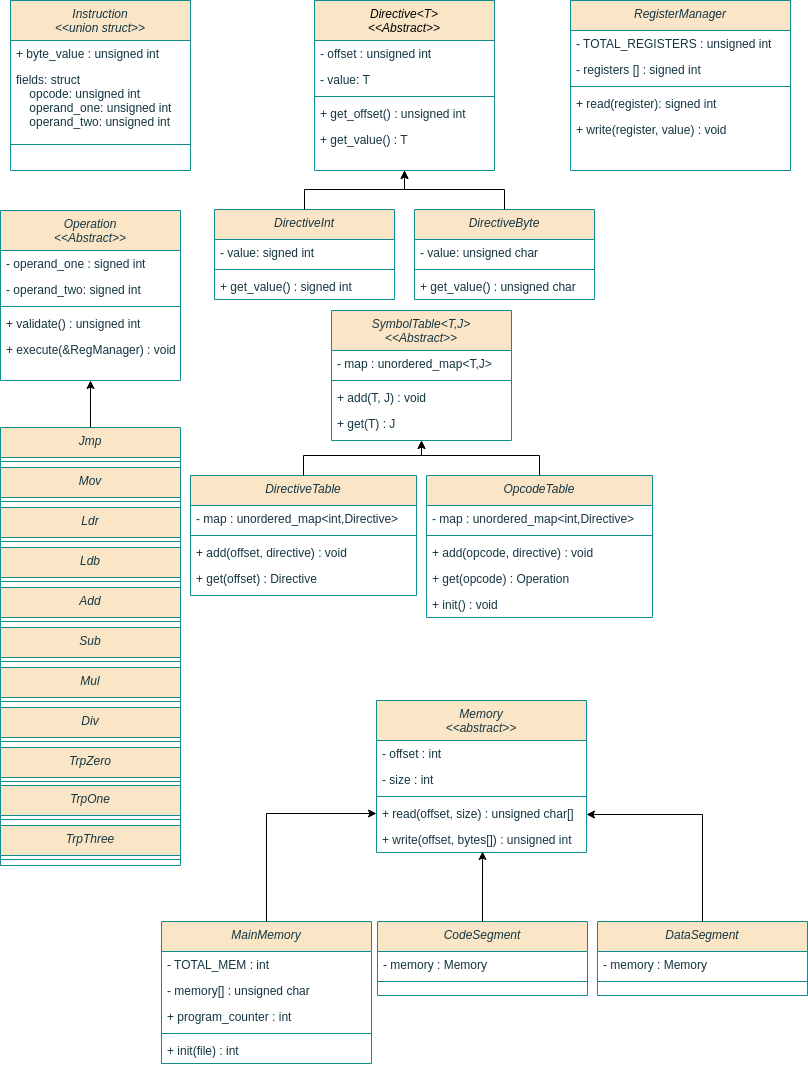 Instruction
<<union struct>>
+ byte_value : unsigned int
fields: struct
opcode: unsigned int
operand_one: unsigned int
operand_two: unsigned int
Directive<T>
<<Abstract>>
- offset : unsigned int
- value: T
+ get_offset() : unsigned int
+ get_value() : T
RegisterManager
- TOTAL_REGISTERS : unsigned int
- registers [] : signed int
+ read(register): signed int
+ write(register, value) : void
Operation
<<Abstract>>
- operand_one : signed int
- operand_two: signed int
+ validate() : unsigned int
+ execute(&RegManager) : void
DirectiveInt
- value: signed int
+ get_value() : signed int
DirectiveByte
- value: unsigned char
+ get_value() : unsigned char
SymbolTable<T,J>
<<Abstract>>
- map : unordered_map<T,J>
+ add(T, J) : void
+ get(T) : J
Jmp
Mov
Ldr
Ldb
Add
Sub
Mul
Div
TrpZero
TrpOne
TrpThree
DirectiveTable
- map : unordered_map<int,Directive>
+ add(offset, directive) : void
+ get(offset) : Directive
OpcodeTable
- map : unordered_map<int,Directive>
+ add(opcode, directive) : void
+ get(opcode) : Operation
+ init() : void
Memory
<<abstract>>
- offset : int
- size : int
+ read(offset, size) : unsigned char[]
+ write(offset, bytes[]) : unsigned int
MainMemory
- TOTAL_MEM : int
- memory[] : unsigned char
+ program_counter : int
+ init(file) : int
CodeSegment
- memory : Memory
DataSegment
- memory : Memory